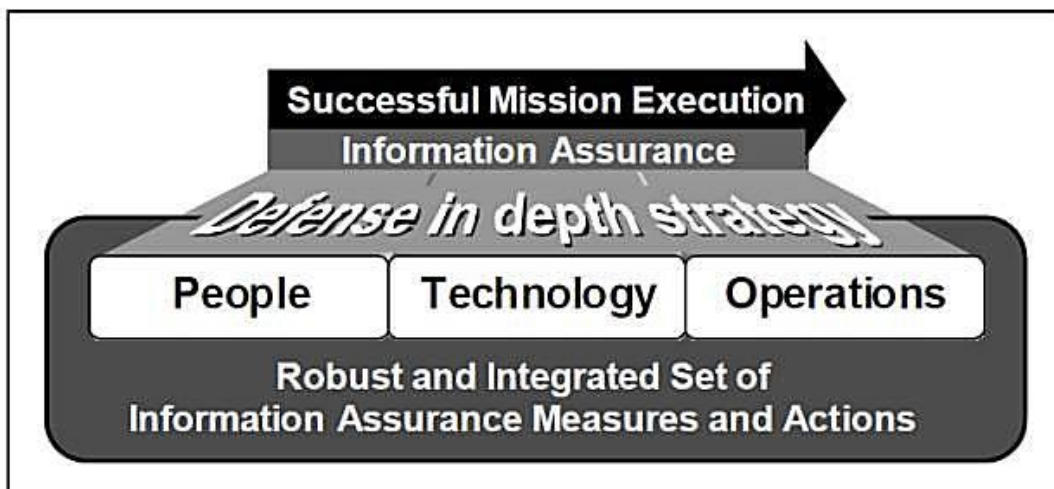 Successful Mission Execution
Information Assurance
Defense in depth strategy
People Technology Operations
Robust and Integrated Set of
Information Assurance Measures and Actions